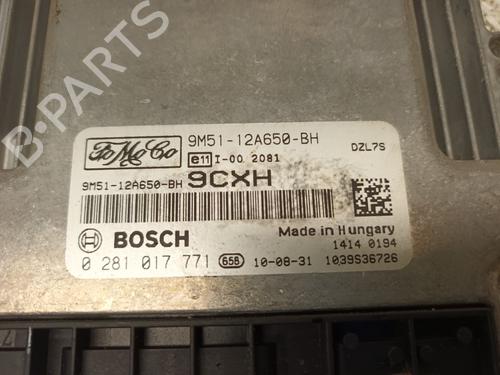 FoMoCo 9M51-12A650-BH DZL7S
e11 I-00 2081
9M51-12A650-BH 9CXH
BOSCH Made in Hungary
1414 0194
0 281 017 771 658 10-08-31 1039S36726
B-PARTS